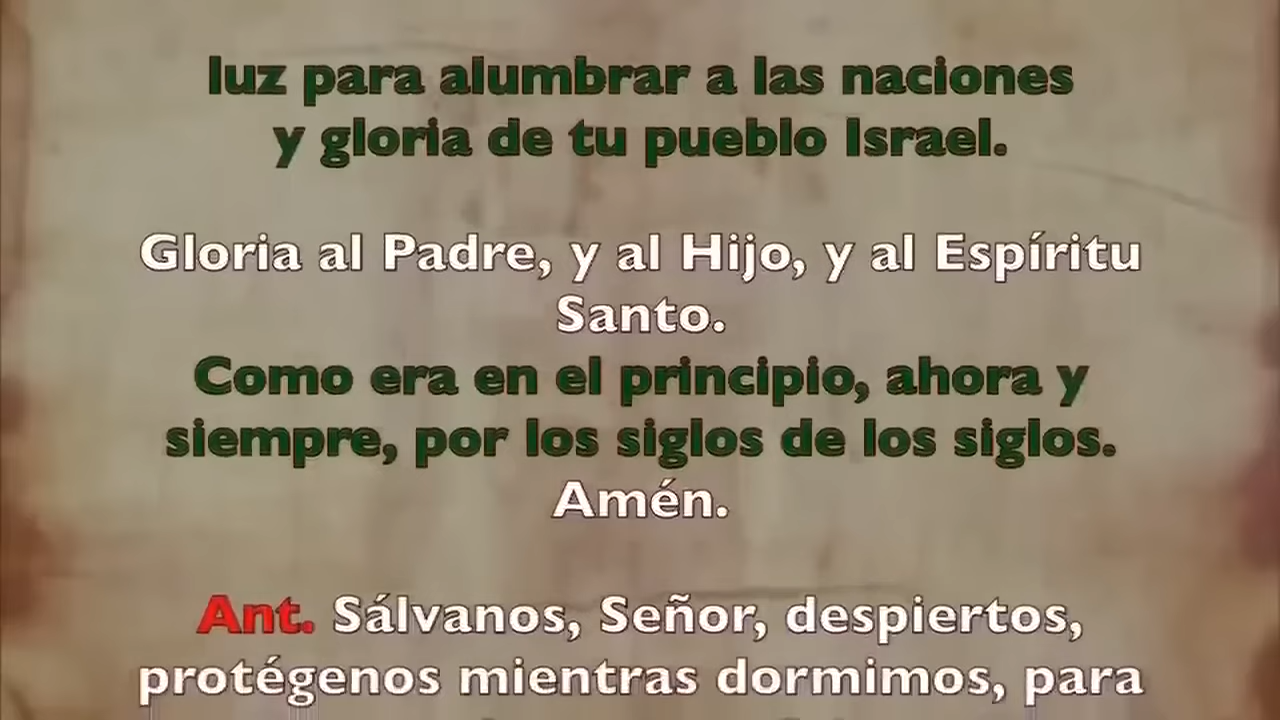 luz para alumbrar a las naciones
y gloria de tu pueblo Israel.
Gloria al Padre, y al Hijo, y al Espíritu
Santo.
Como era en el principio, ahora y
siempre, por los siglos de los siglos.
Amén.
Ant. Sálvanos, Señor, despiertos,
protégenos mientras dormimos, para